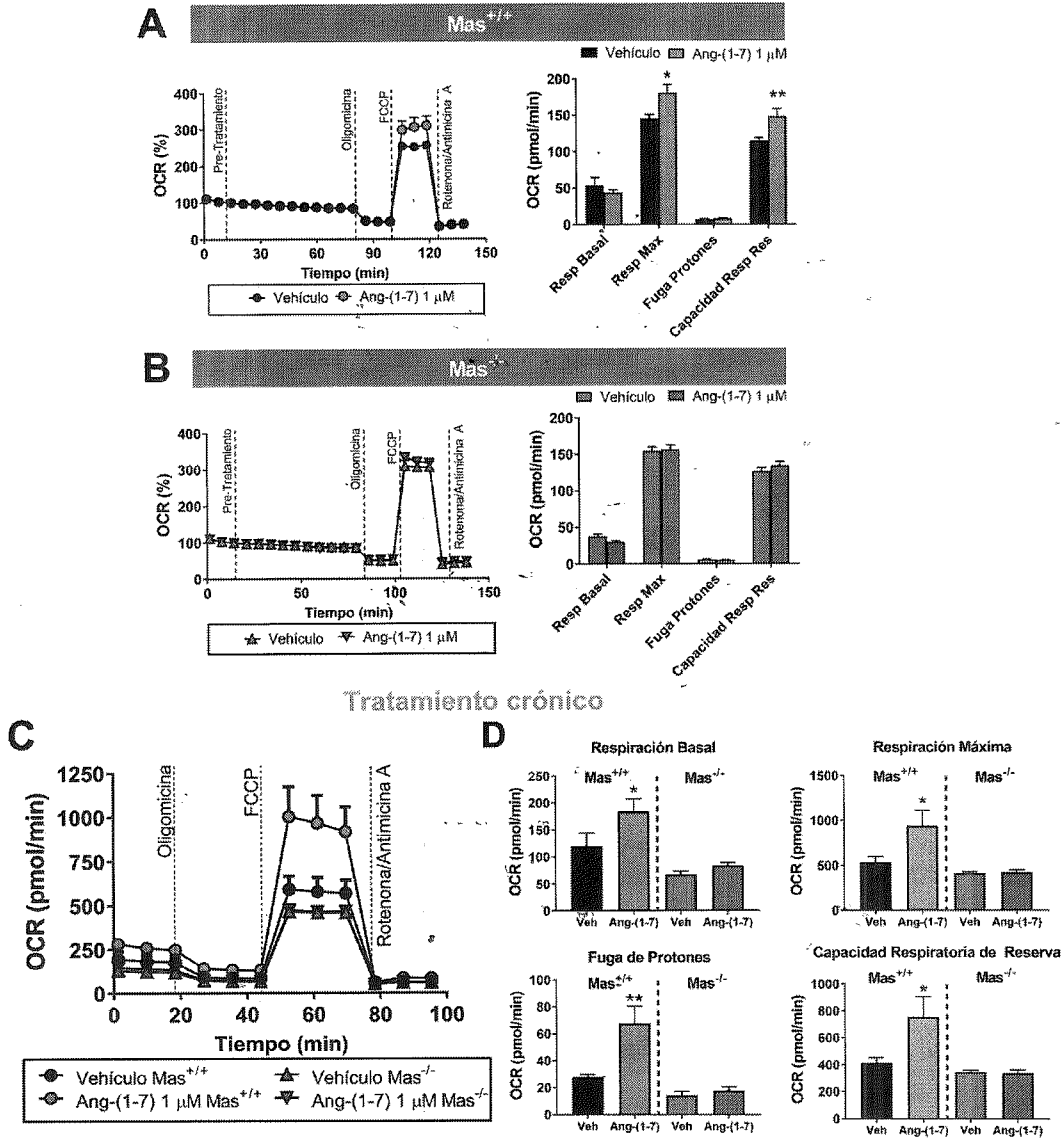 A
Mas+/+
Vehículo Ang-(1-7) 1 µM
OCR (%)
400
300
200
100
0
Pre-Tratamiento
Oligomicina
FCCP
Rotenona/Antimicina A
0 30 60 90 120 150
Tiempo (min)
Vehículo Ang-(1-7) 1 µM
OCR (pmol/min)
200
150
100
50
0
* **
Resp Basal
Resp Max
Fuga Protones
Capacidad Resp Res
B
Mas-/-
Vehículo Ang-(1-7) 1 µM
OCR (%)
400
300
200
100
0
Pre-Tratamiento
Oligomicina
FCCP
Rotenona/Antimicina A
0 50 100 150
Tiempo (min)
Vehículo Ang-(1-7) 1 µM
OCR (pmol/min)
200
150
100
50
0
Resp Basal
Resp Max
Fuga Protones
Capacidad Resp Res
Tratamiento crónico
C
OCR (pmol/min)
1250
1000
750
500
250
0
Oligomicina
FCCP
Rotenona/Antimicina A
0 20 40 60 80 100
Tiempo (min)
Vehículo Mas+/+ Vehículo Mas-/-
Ang-(1-7) 1 µM Mas+/+ Ang-(1-7) 1 µM Mas-/-
D
Respiración Basal
Mas+/+ Mas-/-
OCR (pmol/min)
250
200
150
100
50
0
*
Veh Ang-(1-7) Veh Ang-(1-7)
Respiración Máxima
Mas+/+ Mas-/-
OCR (pmol/min)
1500
1000
500
0
*
Veh Ang-(1-7) Veh Ang-(1-7)
Fuga de Protones
Mas+/+ Mas-/-
OCR (pmol/min)
100
80
60
40
20
0
**
Veh Ang-(1-7) Veh Ang-(1-7)
Capacidad Respiratoria de Reserva
Mas+/+ Mas-/-
OCR (pmol/min)
1000
800
600
400
200
0
*
Veh Ang-(1-7) Veh Ang-(1-7)